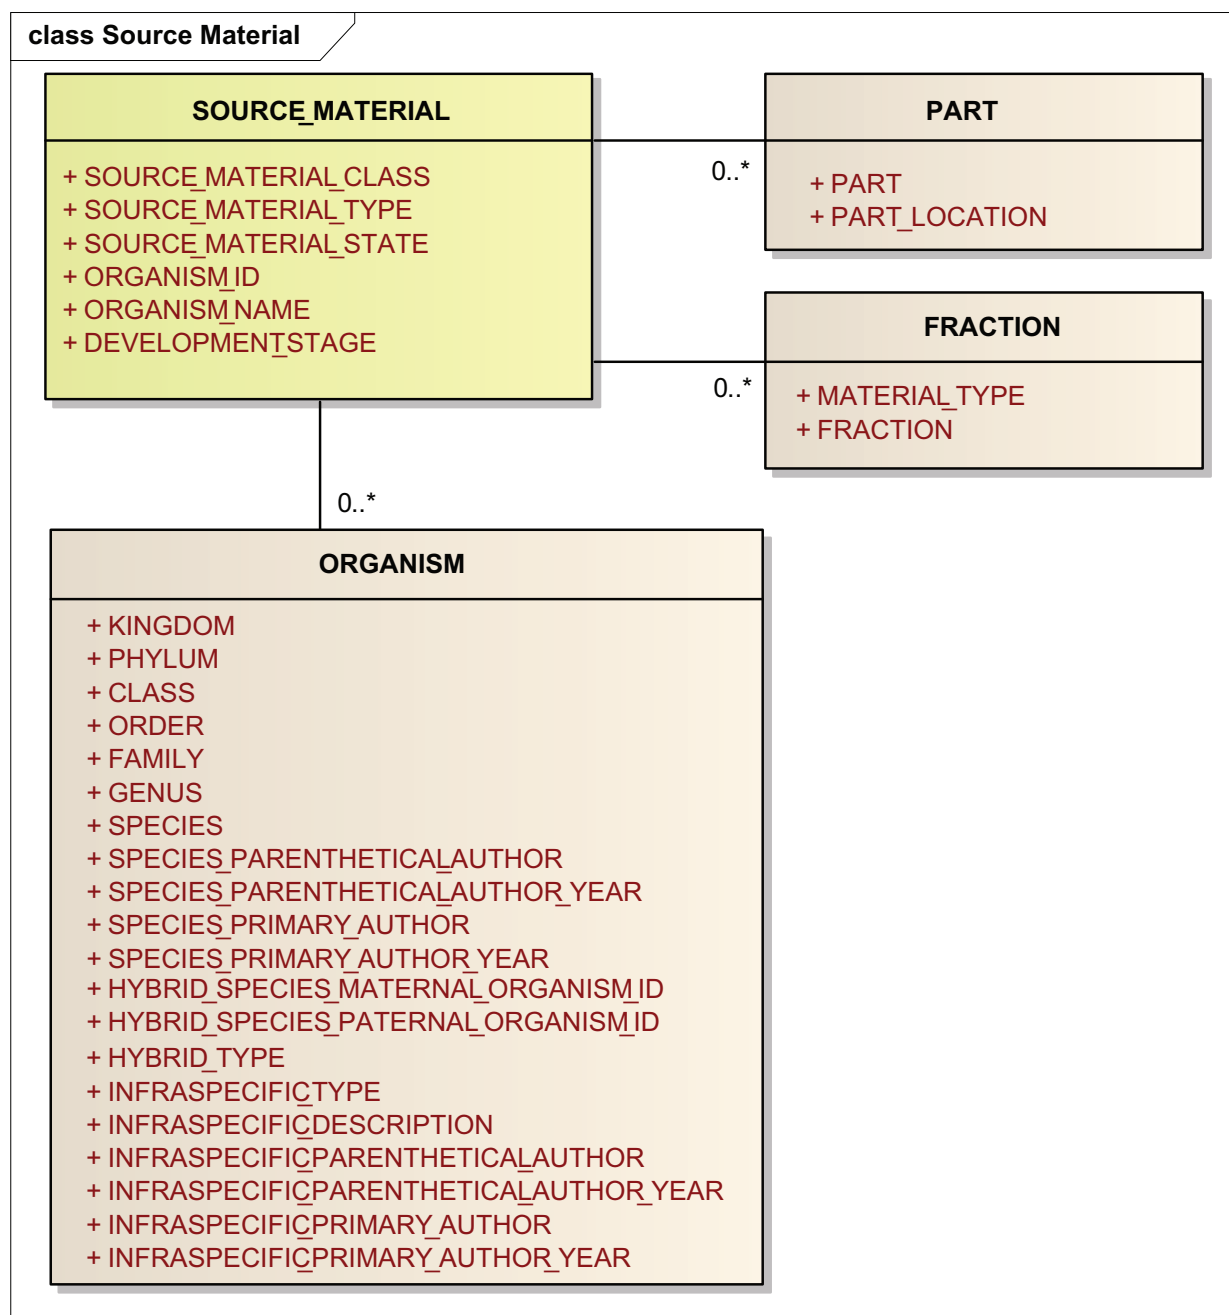 class Source Material
SOURCE_MATERIAL
+ SOURCE_MATERIAL_CLASS
+ SOURCE_MATERIAL_TYPE
+ SOURCE_MATERIAL_STATE
+ ORGANISM_ID
+ ORGANISM_NAME
+ DEVELOPMENT_STAGE
0..*
PART
+ PART
+ PART_LOCATION
0..*
FRACTION
+ MATERIAL_TYPE
+ FRACTION
0..*
ORGANISM
+ KINGDOM
+ PHYLUM
+ CLASS
+ ORDER
+ FAMILY
+ GENUS
+ SPECIES
+ SPECIES_PARENTHETICAL_AUTHOR
+ SPECIES_PARENTHETICAL_AUTHOR_YEAR
+ SPECIES_PRIMARY_AUTHOR
+ SPECIES_PRIMARY_AUTHOR_YEAR
+ HYBRID_SPECIES_MATERNAL_ORGANISM_ID
+ HYBRID_SPECIES_PATERNAL_ORGANISM_ID
+ HYBRID_TYPE
+ INFRASPECIFIC_TYPE
+ INFRASPECIFIC_DESCRIPTION
+ INFRASPECIFIC_PARENTHETICAL_AUTHOR
+ INFRASPECIFIC_PARENTHETICAL_AUTHOR_YEAR
+ INFRASPECIFIC_PRIMARY_AUTHOR
+ INFRASPECIFIC_PRIMARY_AUTHOR_YEAR